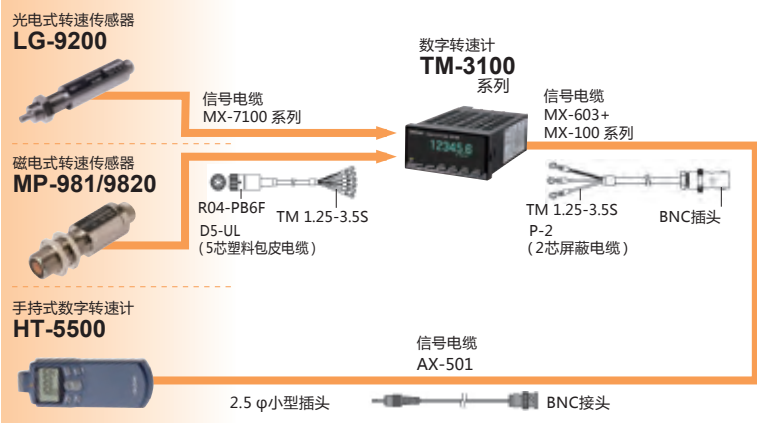 光电式转速传感器
LG-9200
数字转速计
TM-3100
系列
信号电缆
MX-7100 系列
信号电缆
MX-603+
MX-100 系列
12345.6
磁电式转速传感器
MP-981/9820
R04-PB6F
TM 1.25-3.5S
D5-UL
(5芯塑料包皮电缆)
TM 1.25-3.5S
BNC插头
P-2
(2芯屏蔽电缆)
手持式数字转速计
HT-5500
信号电缆
AX-501
2.5 φ小型插头
BNC接头